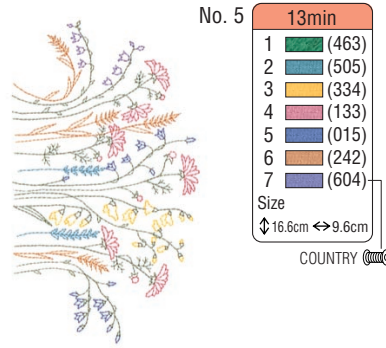 No. 5
13min
1 (463)
2 (505)
3 (334)
4 (133)
5 (015)
6 (242)
7 (604)
Size
↕ 16.6cm ↔ 9.6cm
COUNTRY